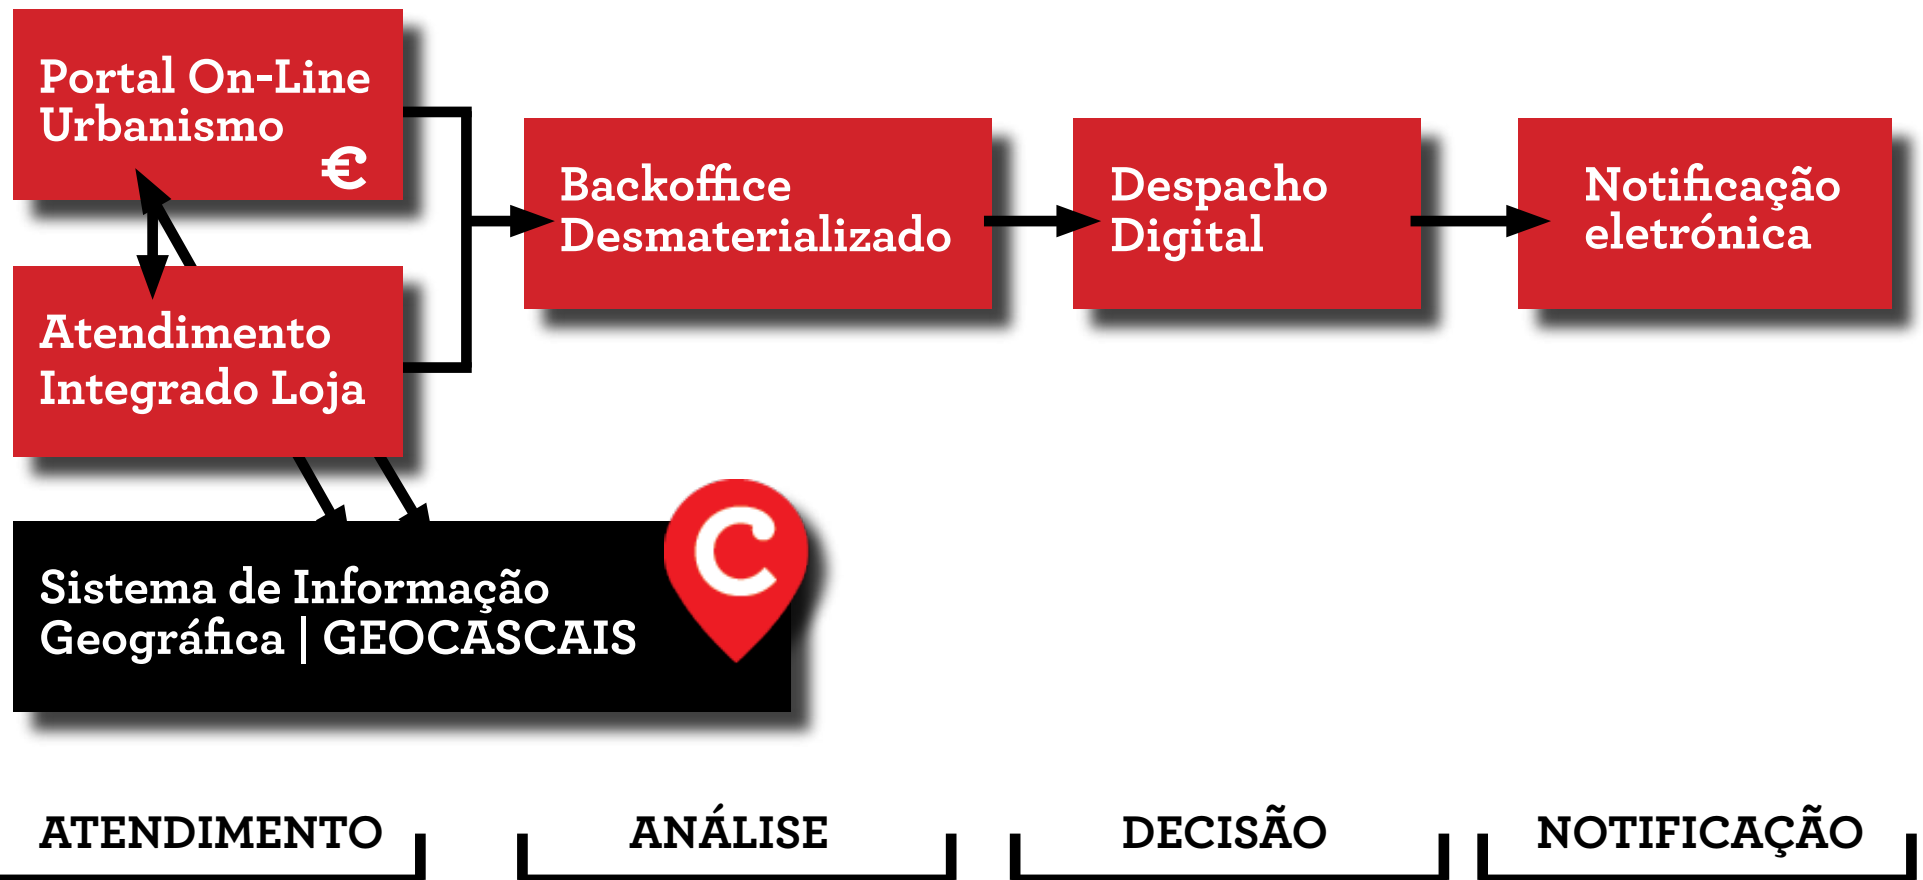 Portal On-Line
Urbanismo
€
Atendimento
Integrado Loja
Backoffice
Desmaterializado
Despacho
Digital
Notificação
eletrónica
Sistema de Informação
Geográfica | GEOCASCAIS
C
ATENDIMENTO
ANÁLISE
DECISÃO
NOTIFICAÇÃO